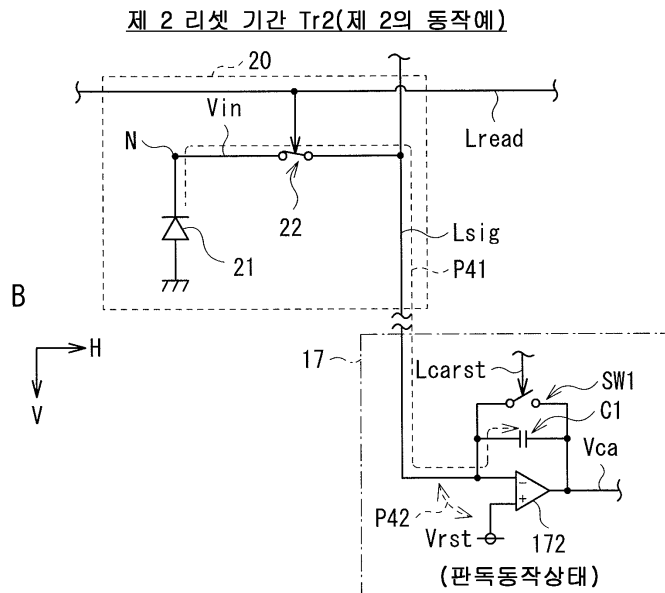 제 2 리셋 기간 Tr2(제 2의 동작예)
20
Vin
N
Lread
22
21
Lsig
P41
B
H
V
17
Lcarst
SW1
C1
Vca
P42
−
+
Vrst
172
(판독동작상태)